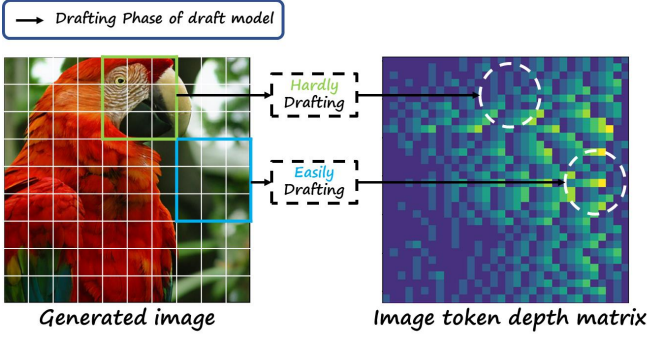 Drafting Phase of draft model
Hardly
Drafting
Easily
Drafting
Generated image
Image token depth matrix